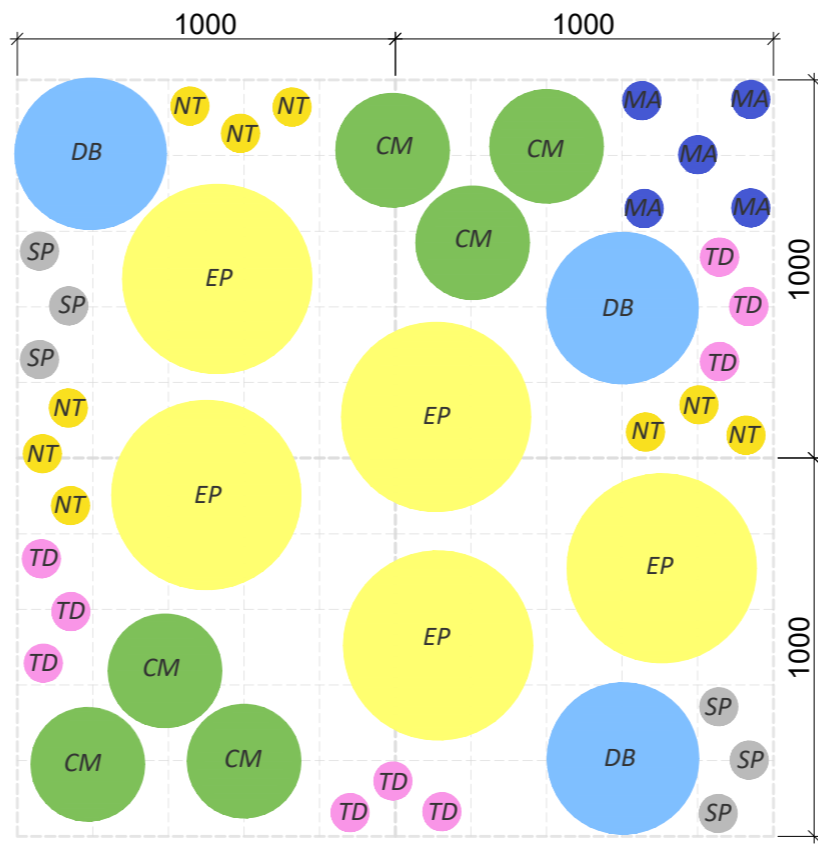 1000 1000
MA MA
NT NT
NT
CM CM
DB MA
MA MA
CM
SP TD
EP
SP TD
DB
SP TD
NT NT
EP
NT NT
NT
1000
EP
NT
TD EP
TD
EP
TD
CM
SP
CM CM DB SP
TD
TD TD SP
1000